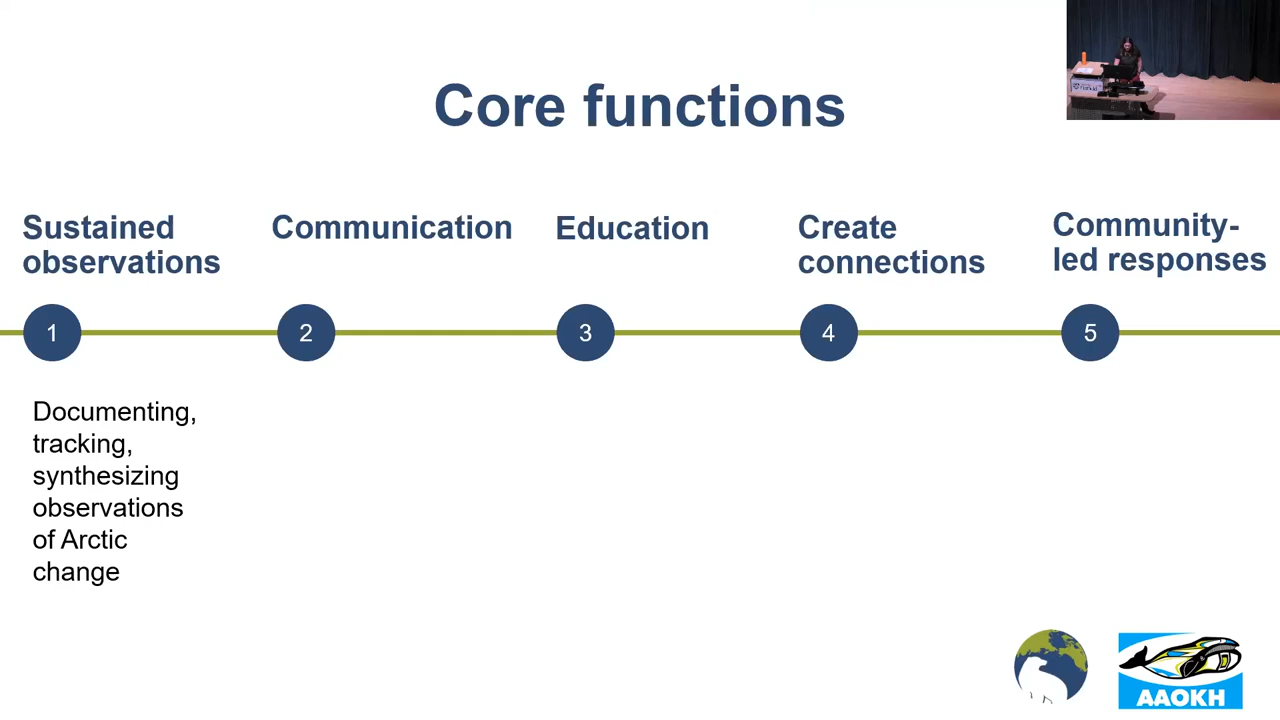 Core functions
Sustained
observations
Communication
Education
Create
connections
Community-
led responses
1
2
3
4
5
Documenting,
tracking,
synthesizing
observations
of Arctic
change
AAOKH